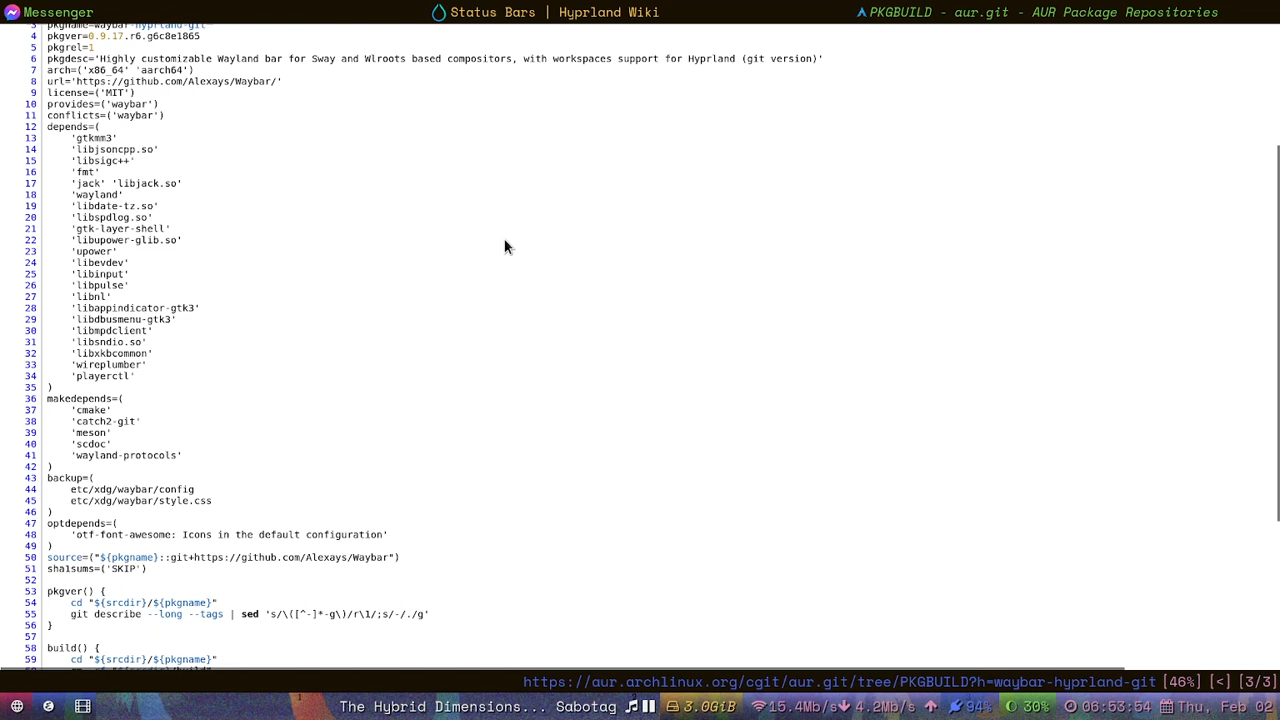 Messenger
Status Bars | Hyprland Wiki
PKGBUILD - aur.git - AUR Package Repositories
3 pkgname=waybar-hyprland-git
4 pkgver=0.9.17.r6.g6c8e1865
5 pkgrel=1
6 pkgdesc='Highly customizable Wayland bar for Sway and Wlroots based compositors, with workspaces support for Hyprland (git version)'
7 arch=('x86_64' 'aarch64')
8 url='https://github.com/Alexays/Waybar/'
9 license=('MIT')
10 provides=('waybar')
11 conflicts=('waybar')
12 depends=(
13 'gtkmm3'
14 'libjsoncpp.so'
15 'libsigc++'
16 'fmt'
17 'jack' 'libjack.so'
18 'wayland'
19 'libdate-tz.so'
20 'libspdlog.so'
21 'gtk-layer-shell'
22 'libupower-glib.so'
23 'upower'
24 'libevdev'
25 'libinput'
26 'libpulse'
27 'libnl'
28 'libappindicator-gtk3'
29 'libdbusmenu-gtk3'
30 'libmpdclient'
31 'libsndio.so'
32 'libxkbcommon'
33 'wireplumber'
34 'playerctl'
35 )
36 makedepends=(
37 'cmake'
38 'catch2-git'
39 'meson'
40 'scdoc'
41 'wayland-protocols'
42 )
43 backup=(
44 etc/xdg/waybar/config
45 etc/xdg/waybar/style.css
46 )
47 optdepends=(
48 'otf-font-awesome: Icons in the default configuration'
49 )
50 source=("${pkgname}::git+https://github.com/Alexays/Waybar")
51 sha1sums=('SKIP')
52
53 pkgver() {
54 cd "${srcdir}/${pkgname}"
55 git describe --long --tags | sed 's/\([^-]*-g\)/r\1/;s/-/./g'
56 }
57
58 build() {
59 cd "${srcdir}/${pkgname}"
https://aur.archlinux.org/cgit/aur.git/tree/PKGBUILD?h=waybar-hyprland-git [46%] [<] [3/3]
1
The Hybrid Dimensions... Sabotag
3.0GiB
15.4Mb/s 4.2Mb/s
94%
30%
06:53:54
Thu, Feb 02